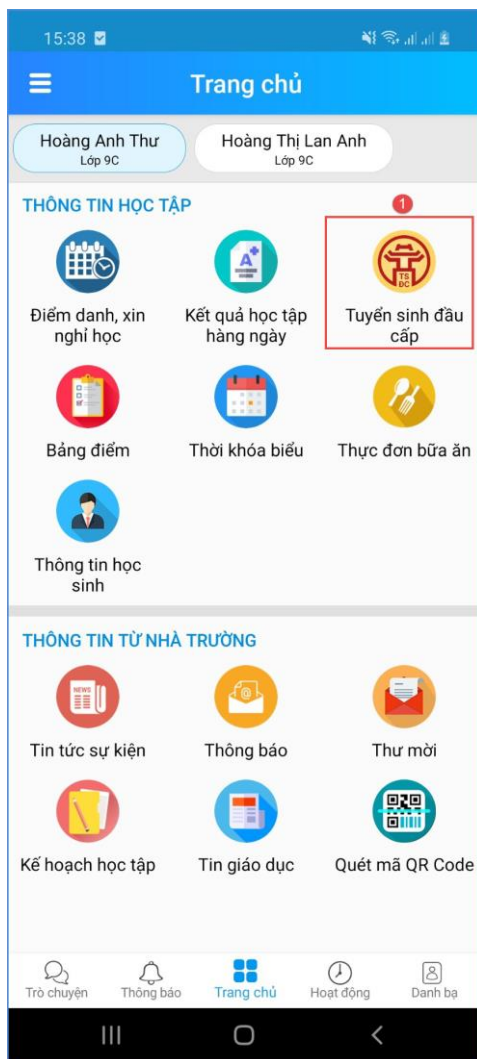 15:38
Trang chủ
Hoàng Anh Thư
Lớp 9C
Hoàng Thị Lan Anh
Lớp 9C
THÔNG TIN HỌC TẬP
1
Điểm danh, xin
nghỉ học
A+
Kết quả học tập
hàng ngày
TS
ĐC
Tuyển sinh đầu
cấp
Bảng điểm
Thời khóa biểu
Thực đơn bữa ăn
Thông tin học
sinh
THÔNG TIN TỪ NHÀ TRƯỜNG
NEWS
Tin tức sự kiện
@
Thông báo
Thư mời
Kế hoạch học tập
Tin giáo dục
Quét mã QR Code
Trò chuyện
Thông báo
Trang chủ
Hoạt động
Danh bạ